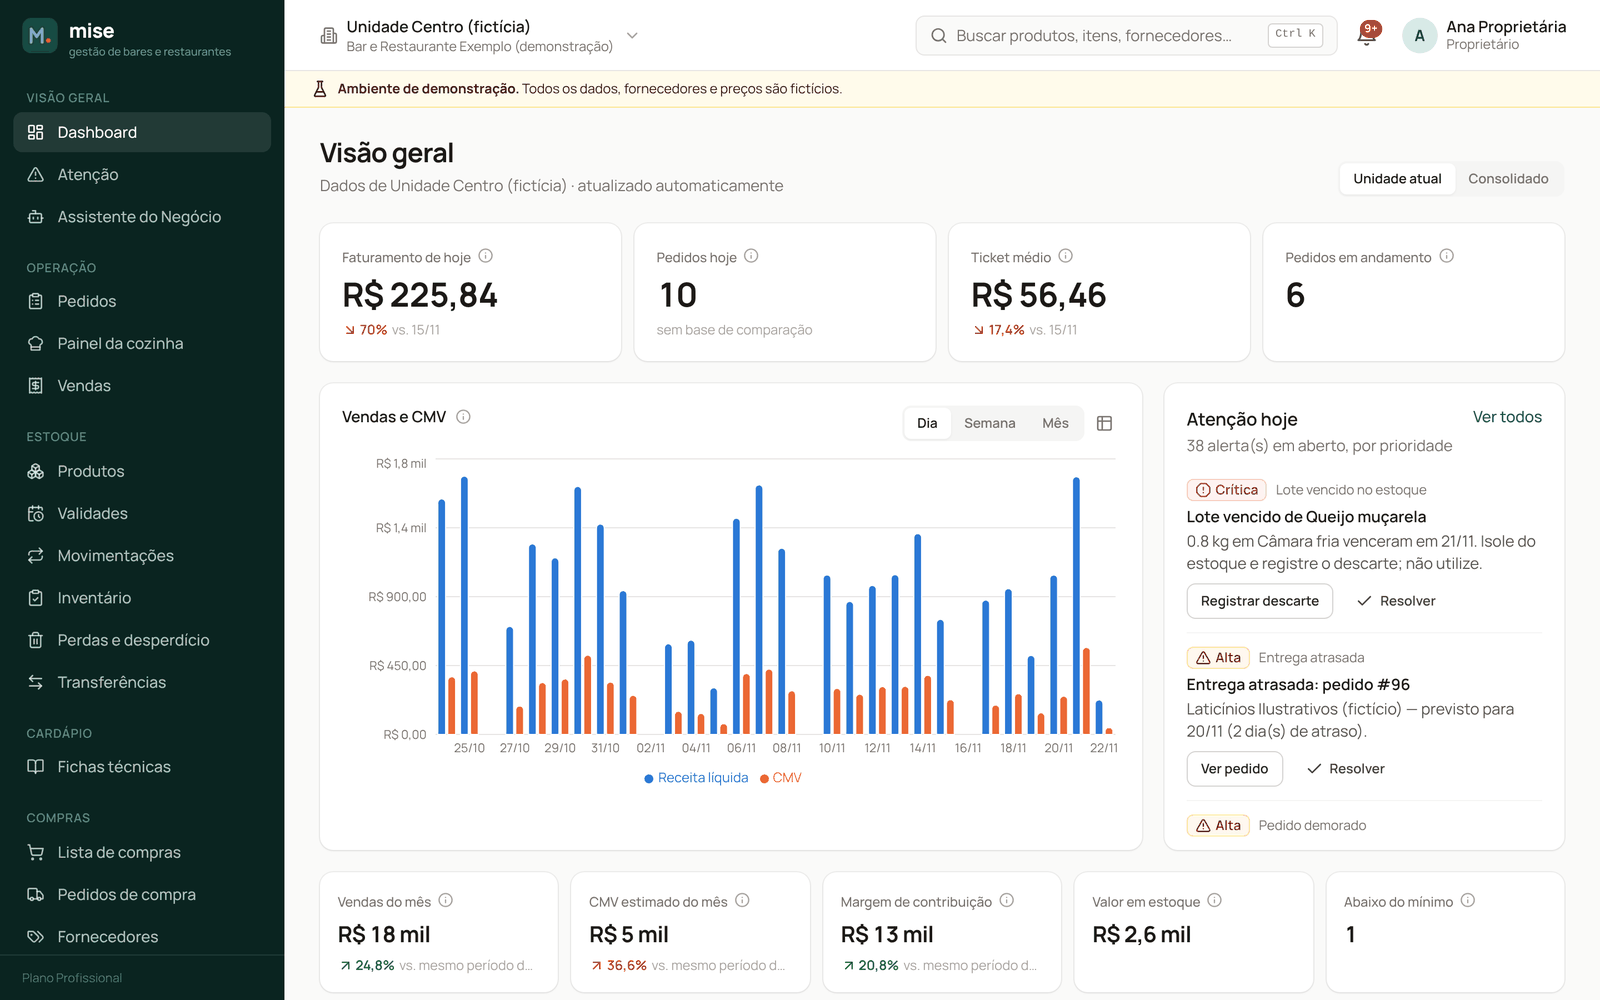 M.
mise
gestão de bares e restaurantes
VISÃO GERAL
Dashboard
Atenção
Assistente do Negócio
OPERAÇÃO
Pedidos
Painel da cozinha
Vendas
ESTOQUE
Produtos
Validades
Movimentações
Inventário
Perdas e desperdício
Transferências
CARDÁPIO
Fichas técnicas
COMPRAS
Lista de compras
Pedidos de compra
Fornecedores
Plano Profissional
Unidade Centro (fictícia)
Bar e Restaurante Exemplo (demonstração)
Buscar produtos, itens, fornecedores...
Ctrl K
9+
A
Ana Proprietária
Proprietário
Ambiente de demonstração. Todos os dados, fornecedores e preços são fictícios.
Visão geral
Dados de Unidade Centro (fictícia) · atualizado automaticamente
Unidade atual
Consolidado
Faturamento de hoje
R$ 225,84
70% vs. 15/11
Pedidos hoje
10
sem base de comparação
Ticket médio
R$ 56,46
17,4% vs. 15/11
Pedidos em andamento
6
Vendas e CMV
Dia
Semana
Mês
R$ 1,8 mil
R$ 1,4 mil
R$ 900,00
R$ 450,00
R$ 0,00
25/10 27/10 29/10 31/10 02/11 04/11 06/11 08/11 10/11 12/11 14/11 16/11 18/11 20/11 22/11
Receita líquida
CMV
Atenção hoje
Ver todos
38 alerta(s) em aberto, por prioridade
Crítica
Lote vencido no estoque
Lote vencido de Queijo muçarela
0.8 kg em Câmara fria venceram em 21/11. Isole do
estoque e registre o descarte; não utilize.
Registrar descarte
Resolver
Alta
Entrega atrasada
Entrega atrasada: pedido #96
Laticínios Ilustrativos (fictício) — previsto para
20/11 (2 dia(s) de atraso).
Ver pedido
Resolver
Alta
Pedido demorado
Vendas do mês
R$ 18 mil
24,8% vs. mesmo período d...
CMV estimado do mês
R$ 5 mil
36,6% vs. mesmo período d...
Margem de contribuição
R$ 13 mil
20,8% vs. mesmo período d...
Valor em estoque
R$ 2,6 mil
Abaixo do mínimo
1